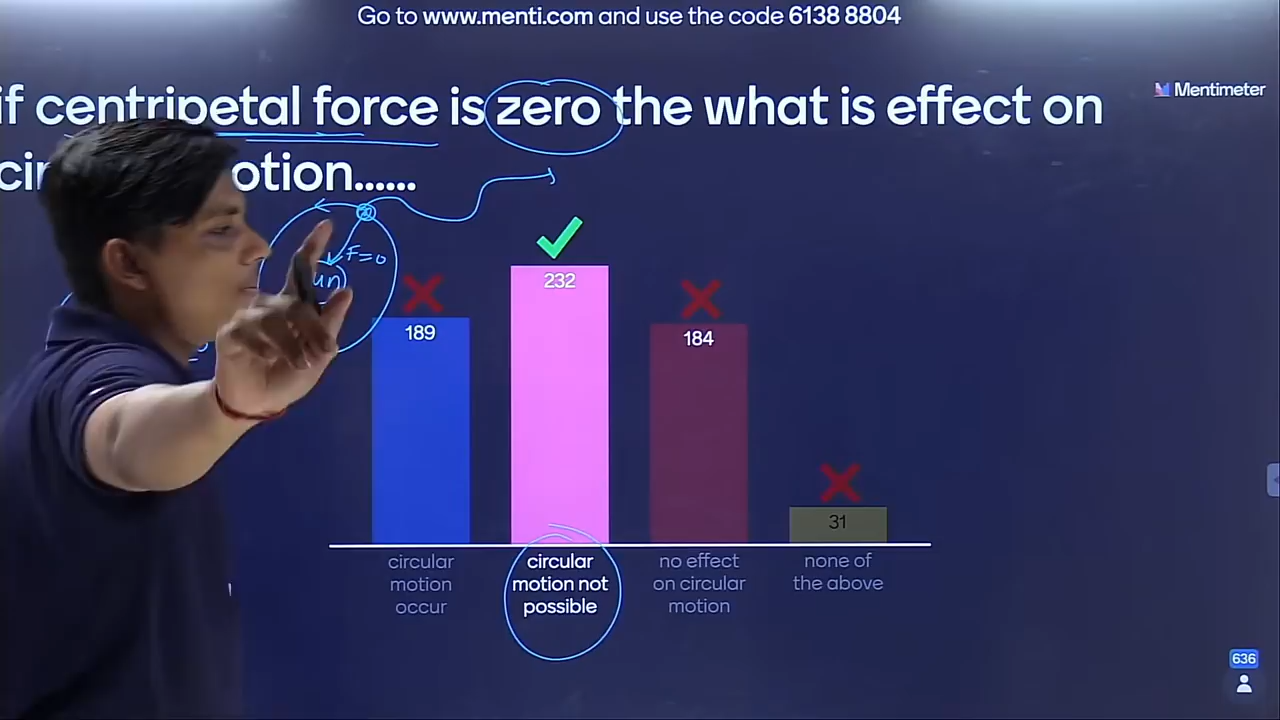 Go to www.menti.com and use the code 6138 8804
Mentimeter
if centripetal force is zero the what is effect on
otion......
F=0
189
232
184
31
circular
motion
occur
circular
motion not
possible
no effect
on circular
motion
none of
the above
636